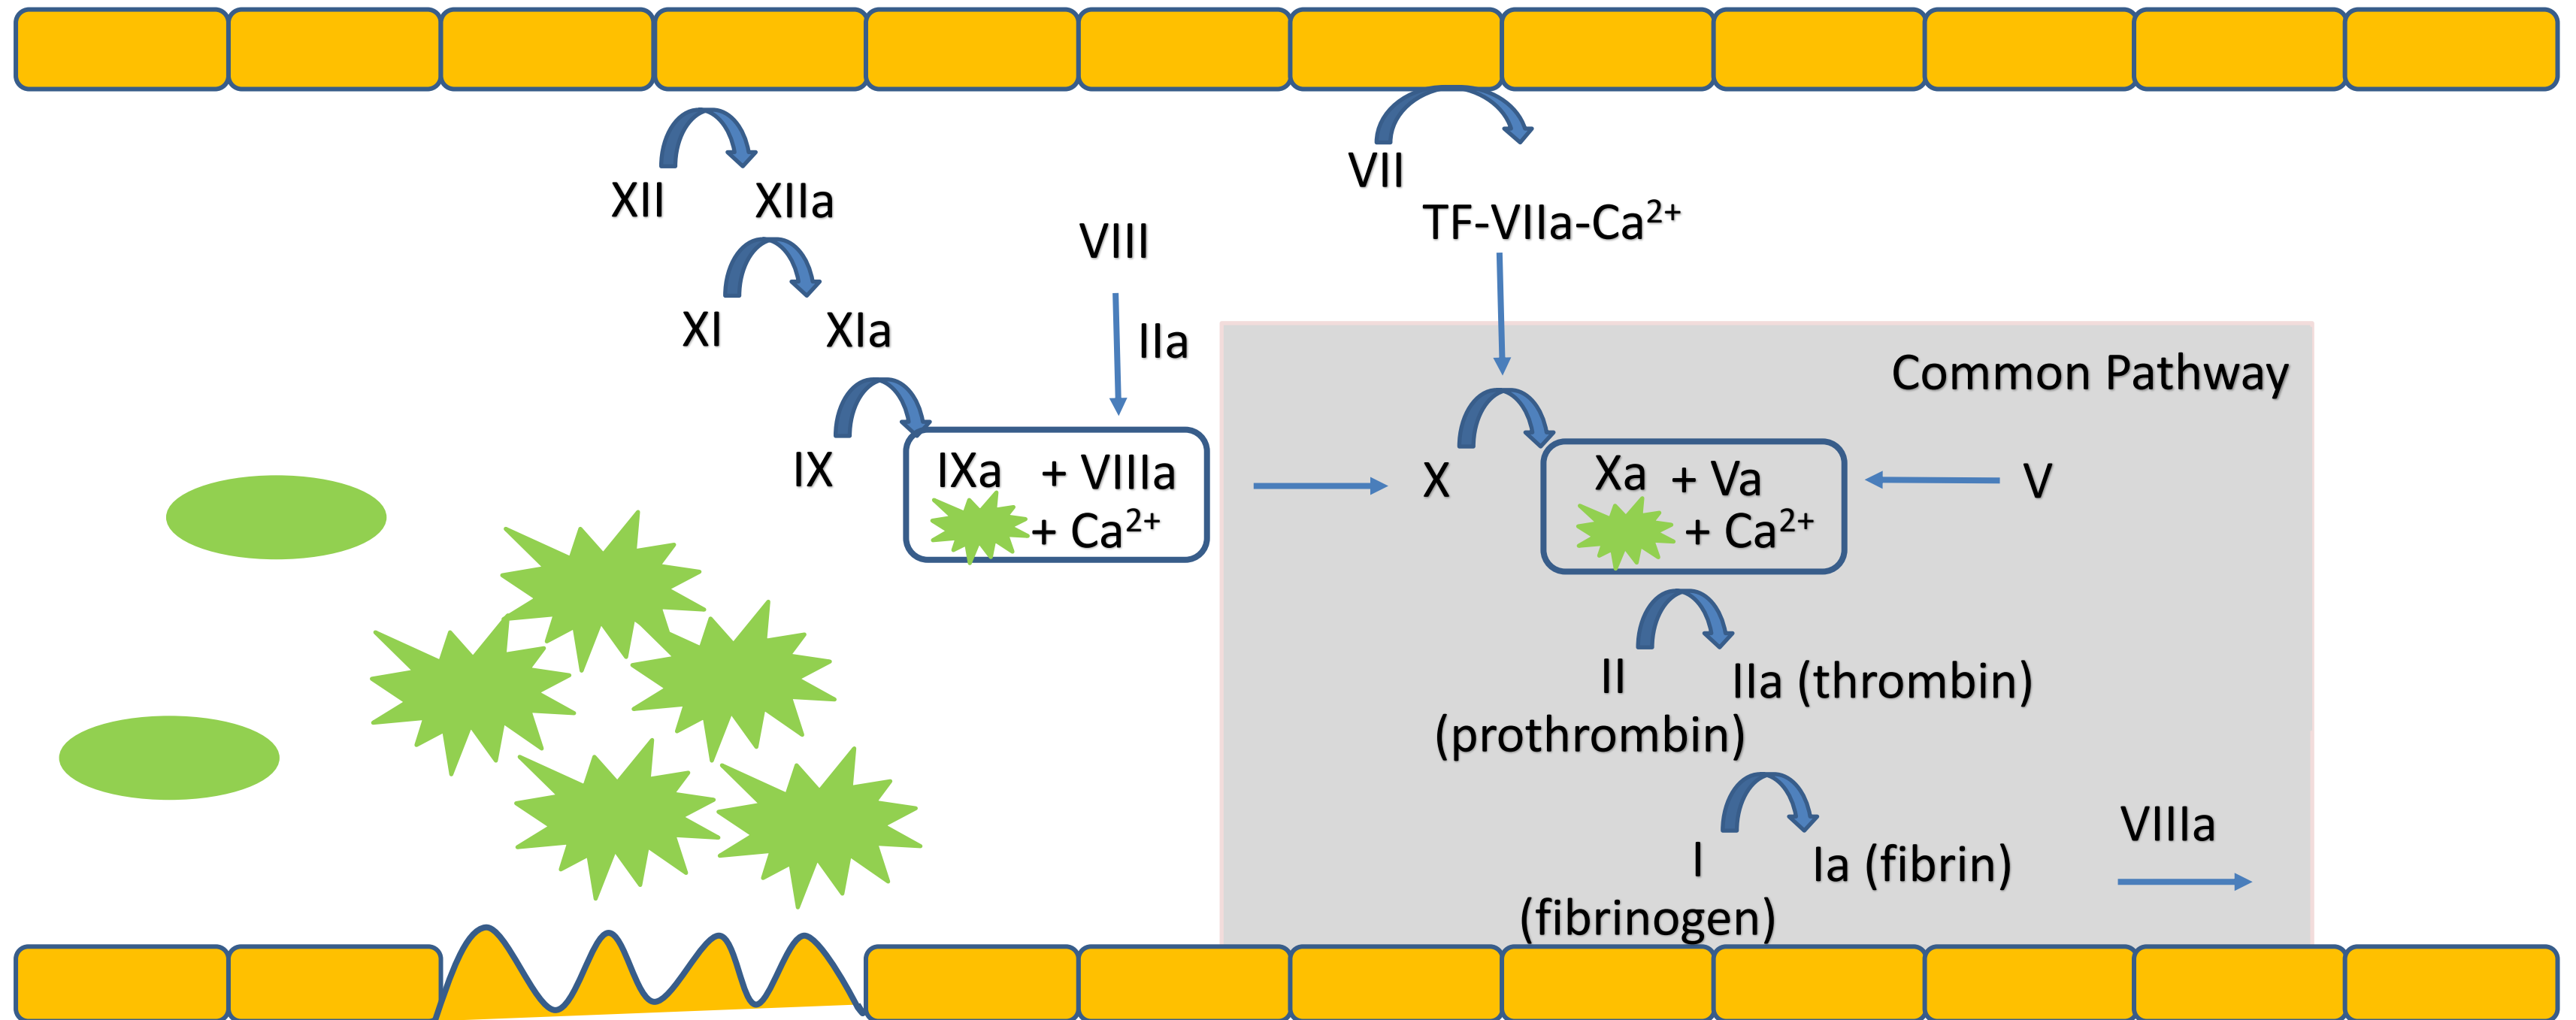 XII
XIIa
XI
XIa
IX
VIII
IIa
IXa + VIIIa
+ Ca²⁺
VII
TF-VIIa-Ca²⁺
Common Pathway
X
Xa + Va
+ Ca²⁺
V
II
(prothrombin)
IIa (thrombin)
I
(fibrinogen)
Ia (fibrin)
VIIIa